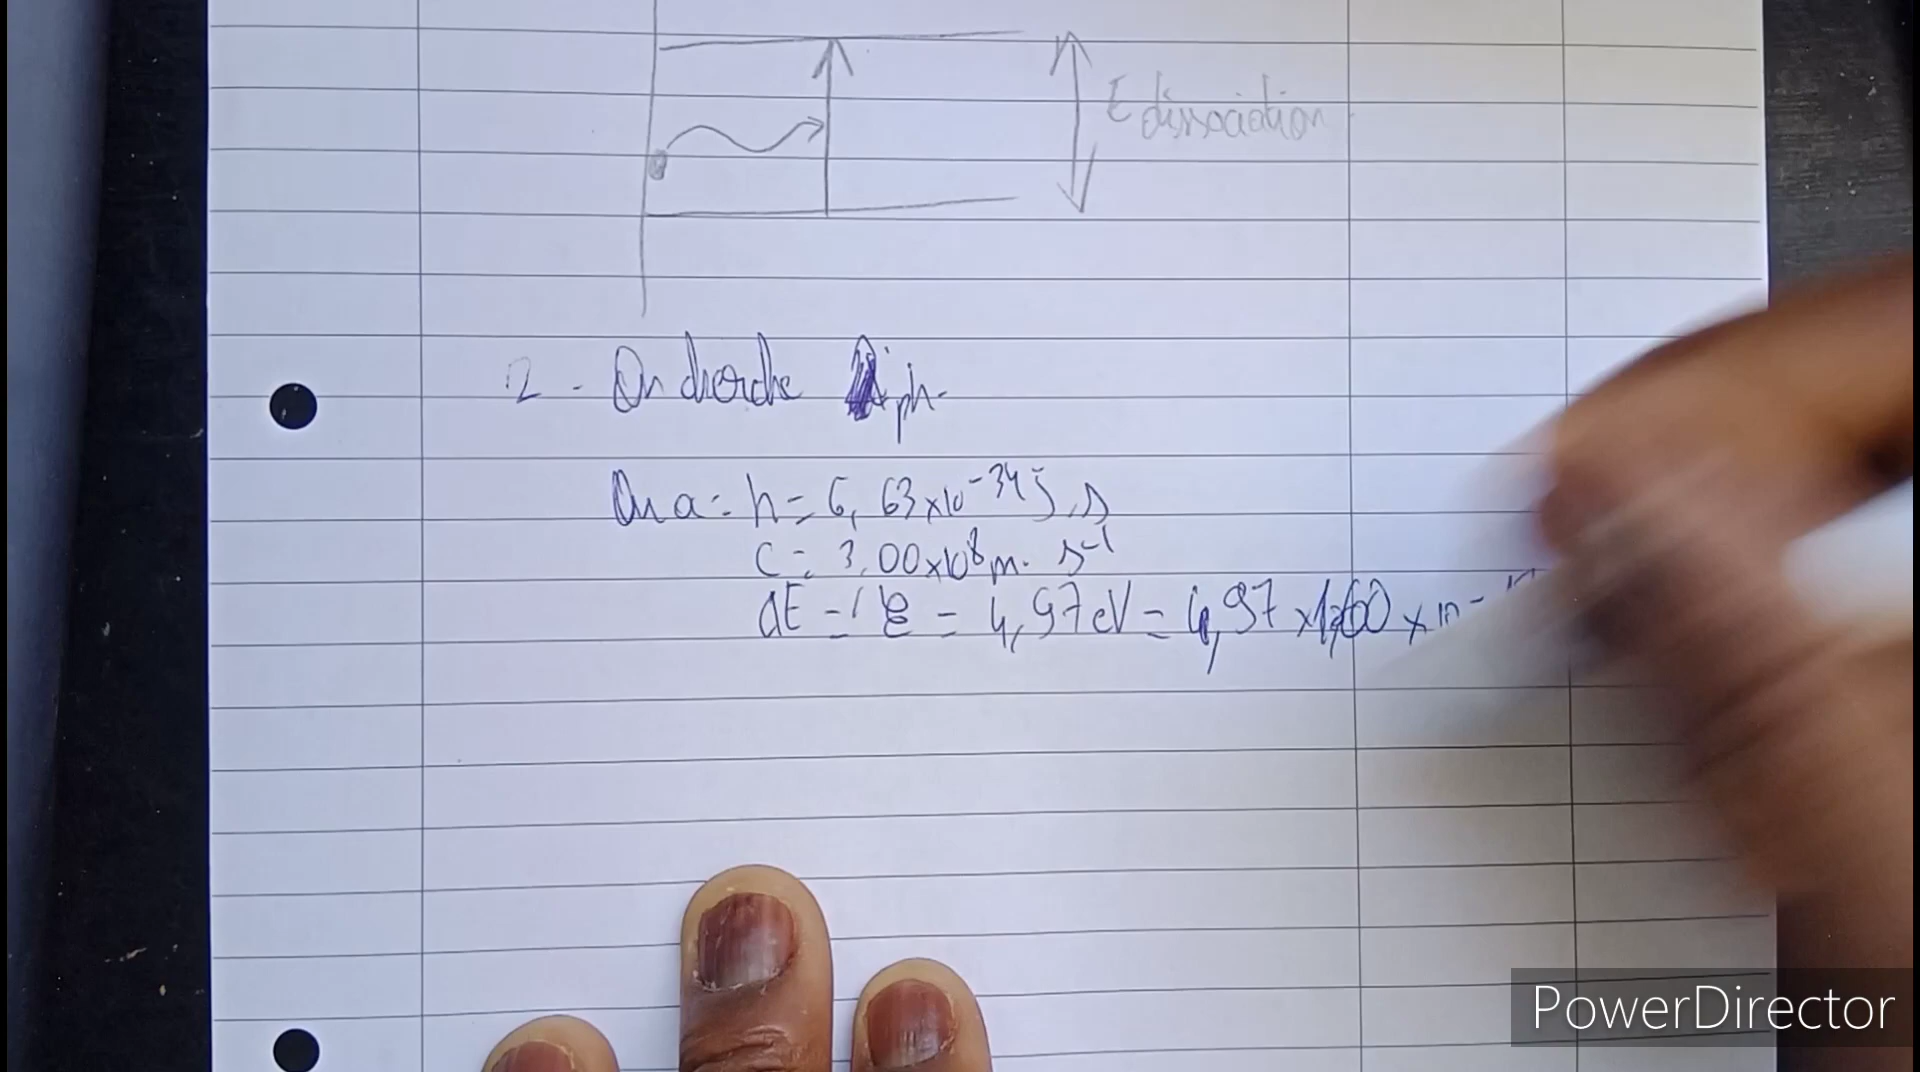 E dissociation
2 - On cherche λph.
On a : h = 6,63×10⁻³⁴ J.s
C = 3,00×10⁸ m. s⁻¹
ΔE = 4,97 eV = 4,97 × 1,60 × 10⁻
PowerDirector